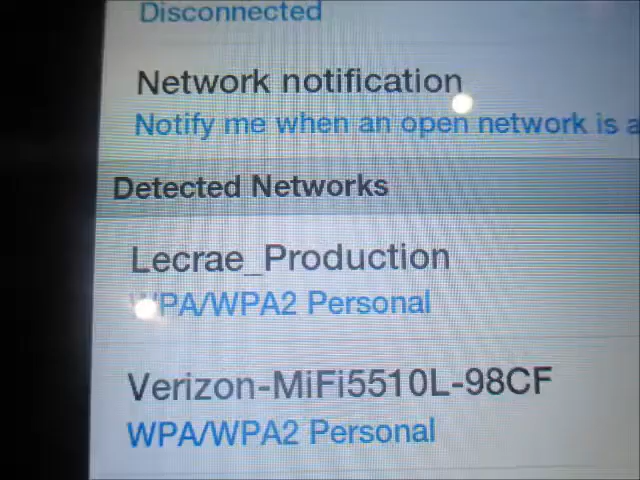 Disconnected
Network notification
Notify me when an open network is a
Detected Networks
Lecrae_Production
WPA/WPA2 Personal
Verizon-MiFi5510L-98CF
WPA/WPA2 Personal